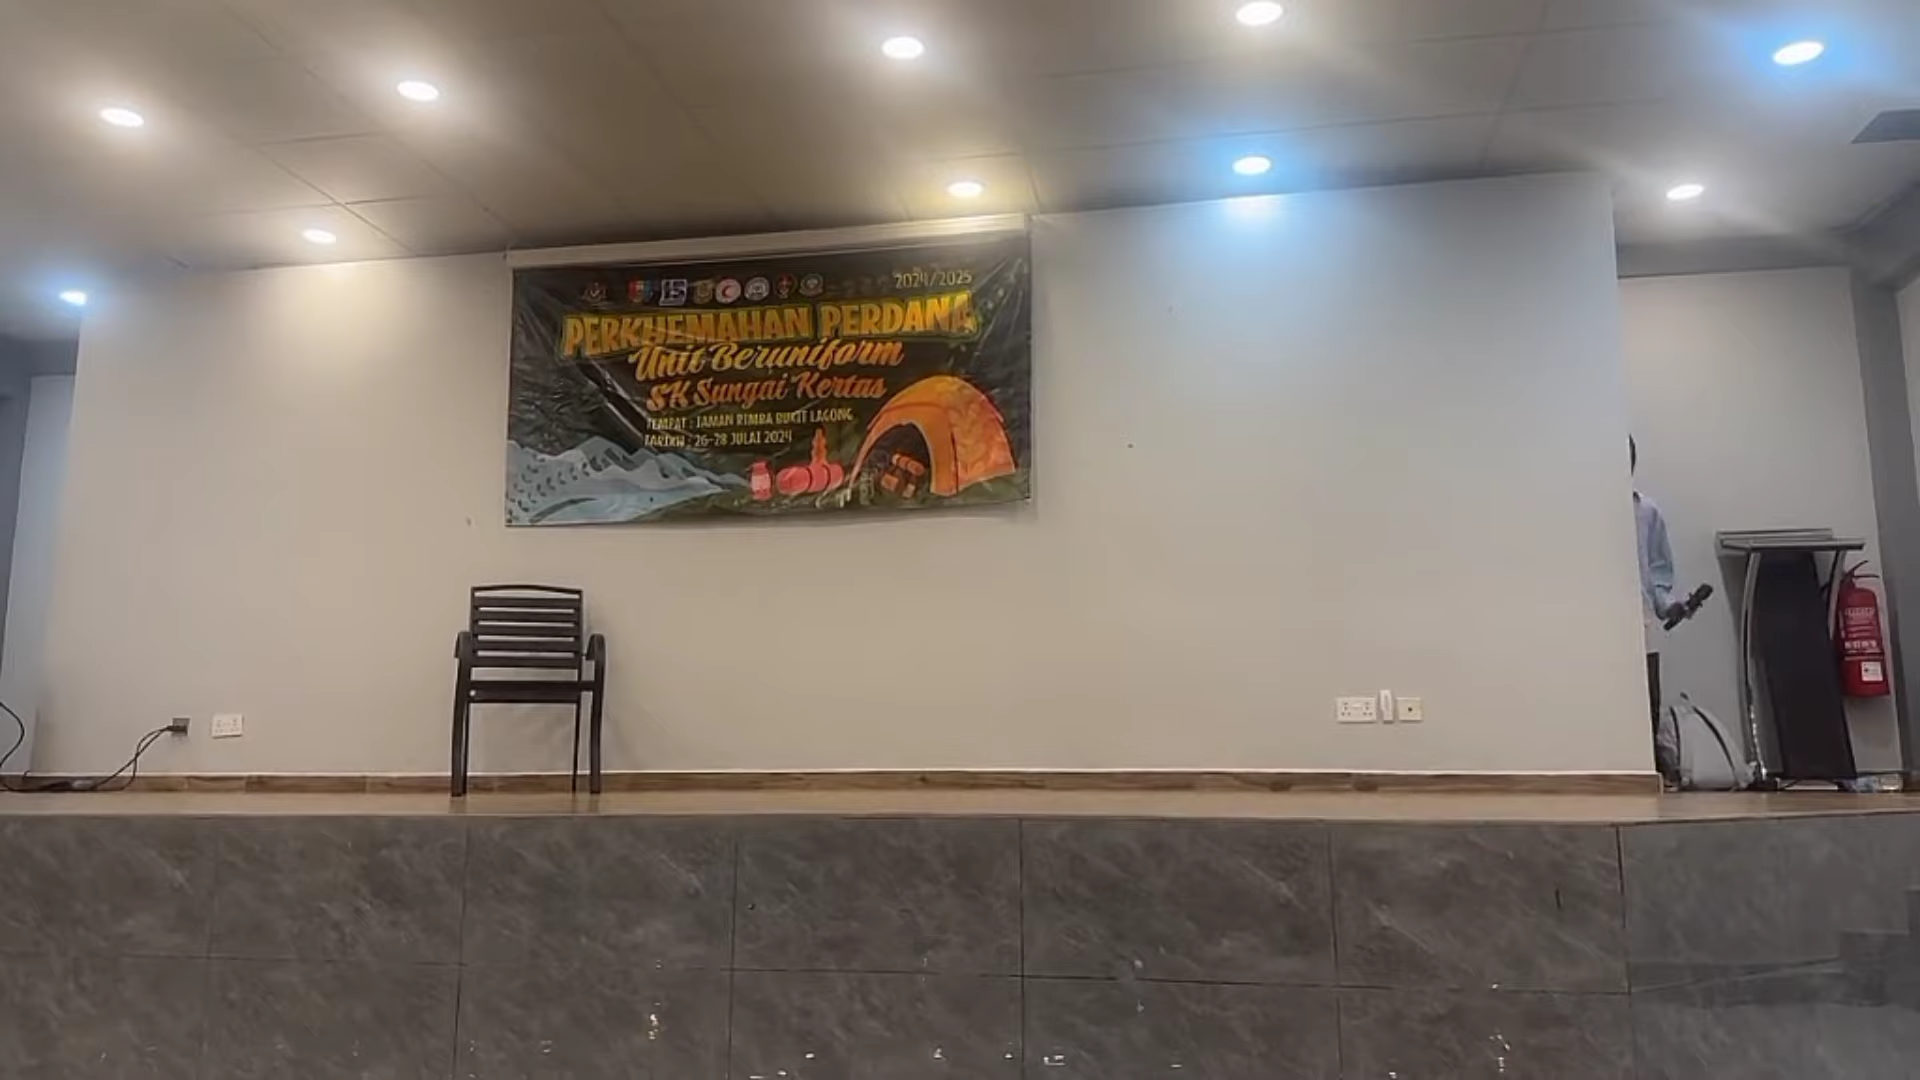 2024/2025
PERKHEMAHAN PERDANA
Unit Beruniform
SK Sungai Kertas
TEMPAT : TAMAN RIMBA BUKIT LAGONG
TARIKH : 26-28 JULAI 2024